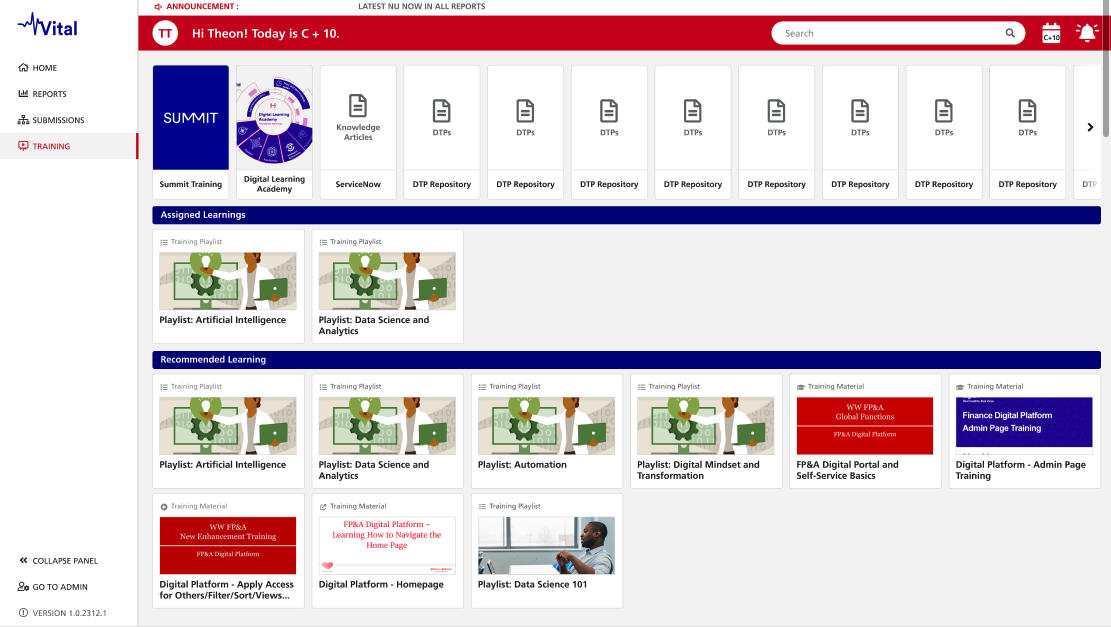 ANNOUNCEMENT :
LATEST NU NOW IN ALL REPORTS
Vital
TT
Hi Theon! Today is C + 10.
Search
C+10
HOME
REPORTS
SUBMISSIONS
TRAINING
SUMMIT
Digital Learning
Academy
Knowledge
Articles
DTPs
DTPs
DTPs
DTPs
DTPs
DTPs
DTPs
DTPs
Summit Training
Digital Learning
Academy
ServiceNow
DTP Repository
DTP Repository
DTP Repository
DTP Repository
DTP Repository
DTP Repository
DTP Repository
DTP Repository
DTP
Assigned Learnings
Training Playlist
Training Playlist
Playlist: Artificial Intelligence
Playlist: Data Science and
Analytics
Recommended Learning
Training Playlist
Training Playlist
Training Playlist
Training Playlist
Training Material
Training Material
WW FP&A
Global Functions
FP&A Digital Platform
Finance Digital Platform
Admin Page Training
Playlist: Artificial Intelligence
Playlist: Data Science and
Analytics
Playlist: Automation
Playlist: Digital Mindset and
Transformation
FP&A Digital Portal and
Self-Service Basics
Digital Platform - Admin Page
Training
Training Material
Training Material
Training Playlist
WW FP&A
New Enhancement Training
FP&A Digital Platform
FP&A Digital Platform –
Learning How to Navigate the
Home Page
Digital Platform - Apply Access
for Others/Filter/Sort/Views...
Digital Platform - Homepage
Playlist: Data Science 101
COLLAPSE PANEL
GO TO ADMIN
VERSION 1.0.2312.1